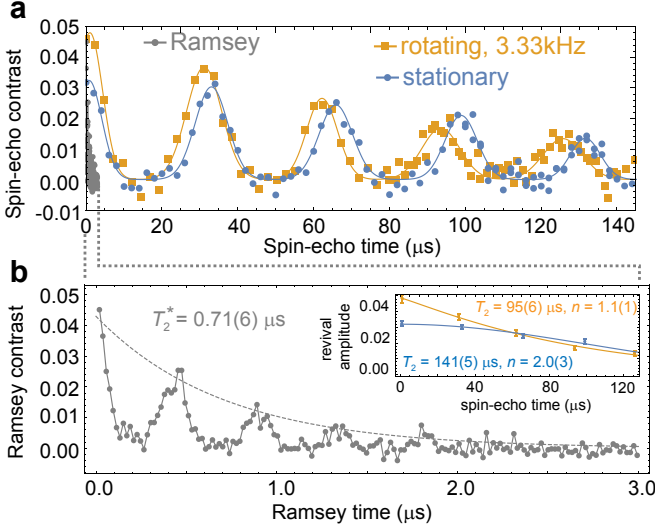 a
0.05
0.04
0.03
0.02
0.01
0.00
-0.01
Spin-echo contrast
Ramsey
rotating, 3.33kHz
stationary
0 20 40 60 80 100 120 140
Spin-echo time (μs)
b
0.05
0.04
0.03
0.02
0.01
0.00
Ramsey contrast
T2* = 0.71(6) μs
0.04
0.02
0.00
revival
amplitude
T2 = 95(6) μs, n = 1.1(1)
T2 = 141(5) μs, n = 2.0(3)
0 20 40 60 80 100 120
spin-echo time (μs)
0.0 1.0 2.0 3.0
Ramsey time (μs)